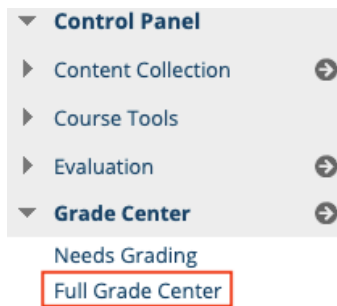 Control Panel
Content Collection
Course Tools
Evaluation
Grade Center
Needs Grading
Full Grade Center